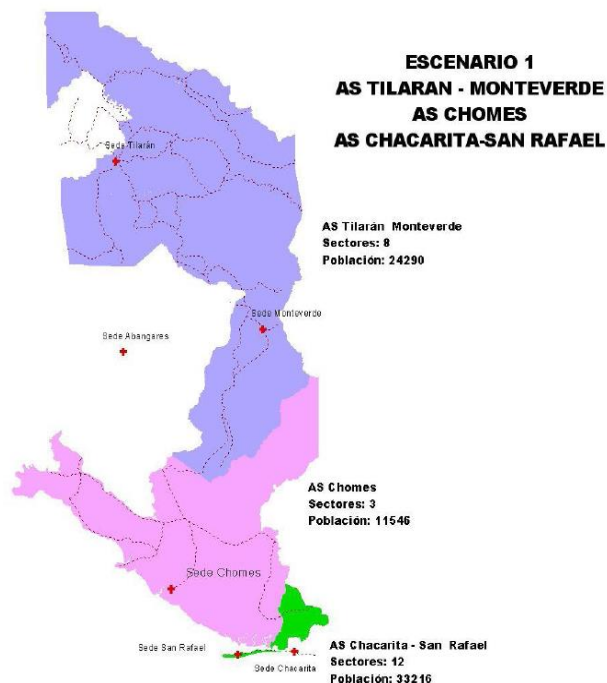 ESCENARIO 1
AS TILARAN - MONTEVERDE
AS CHOMES
AS CHACARITA-SAN RAFAEL
Sede Tilarán
AS Tilarán Monteverde
Sectores: 8
Población: 24290
Sede Monteverde
Sede Abangares
AS Chomes
Sectores: 3
Población: 11546
Sede Chomes
Sede San Rafael
Sede Chacarita
AS Chacarita - San Rafael
Sectores: 12
Población: 33216